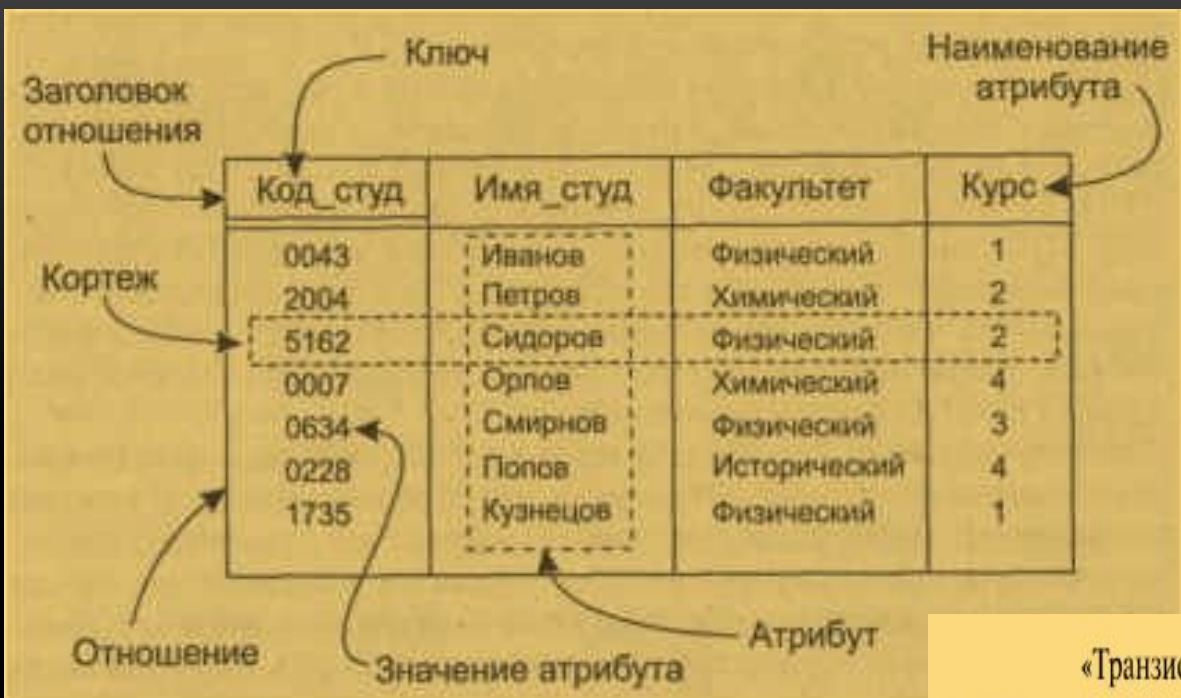 Ключ
Наименование
атрибута
Заголовок
отношения
Код_студ Имя_студ Факультет Курс
0043 Иванов Физический 1
Кортеж
2004 Петров Химический 2
5162 Сидоров Физический 2
0007 Орлов Химический 4
0634 Смирнов Физический 3
0228 Попов Исторический 4
1735 Кузнецов Физический 1
Отношение
Значение атрибута
Атрибут